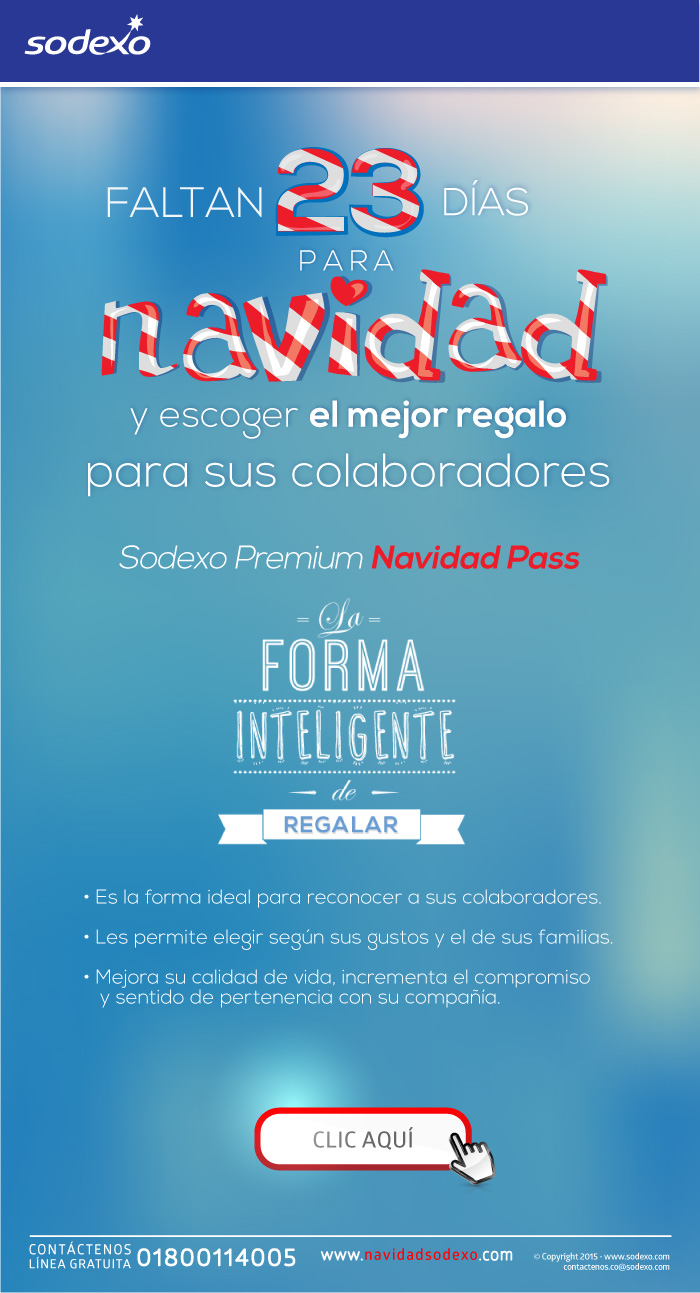 sodexo
FALTAN 23 DÍAS
PARA
navidad
y escoger el mejor regalo
para sus colaboradores
Sodexo Premium Navidad Pass
La
FORMA
INTELIGENTE
de
REGALAR
• Es la forma ideal para reconocer a sus colaboradores.
• Les permite elegir según sus gustos y el de sus familias.
• Mejora su calidad de vida, incrementa el compromiso
y sentido de pertenencia con su compañía.
CLIC AQUÍ
CONTÁCTENOS
LÍNEA GRATUITA 01800114005
www.navidadsodexo.com
© Copyright 2015 - www.sodexo.com
contactenos.co@sodexo.com